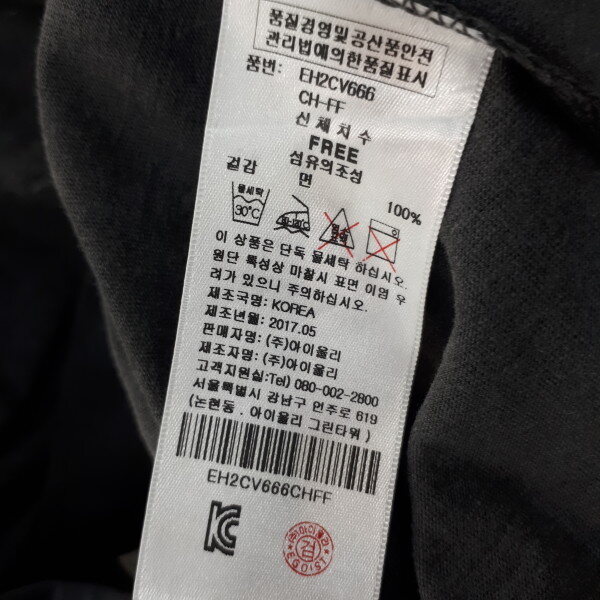 품질경영및공산품안전
관리법에의한품질표시
품번: EH2CV666
CH-FF
신체치수
FREE
섬유의조성
겉감 면 100%
물세탁
30℃
이 상품은 단독 물세탁 하십시오.
원단 특성상 마찰시 표면 이염 우
려가 있으니 주의하십시오.
제조국명: KOREA
제조년월: 2017.05
판매자명: (주)아이올리
제조자명: (주)아이올리
고객지원실:Tel) 080-002-2800
서울특별시 강남구 언주로 619
(논현동. 아이올리 그린타워)
EH2CV666CHFF